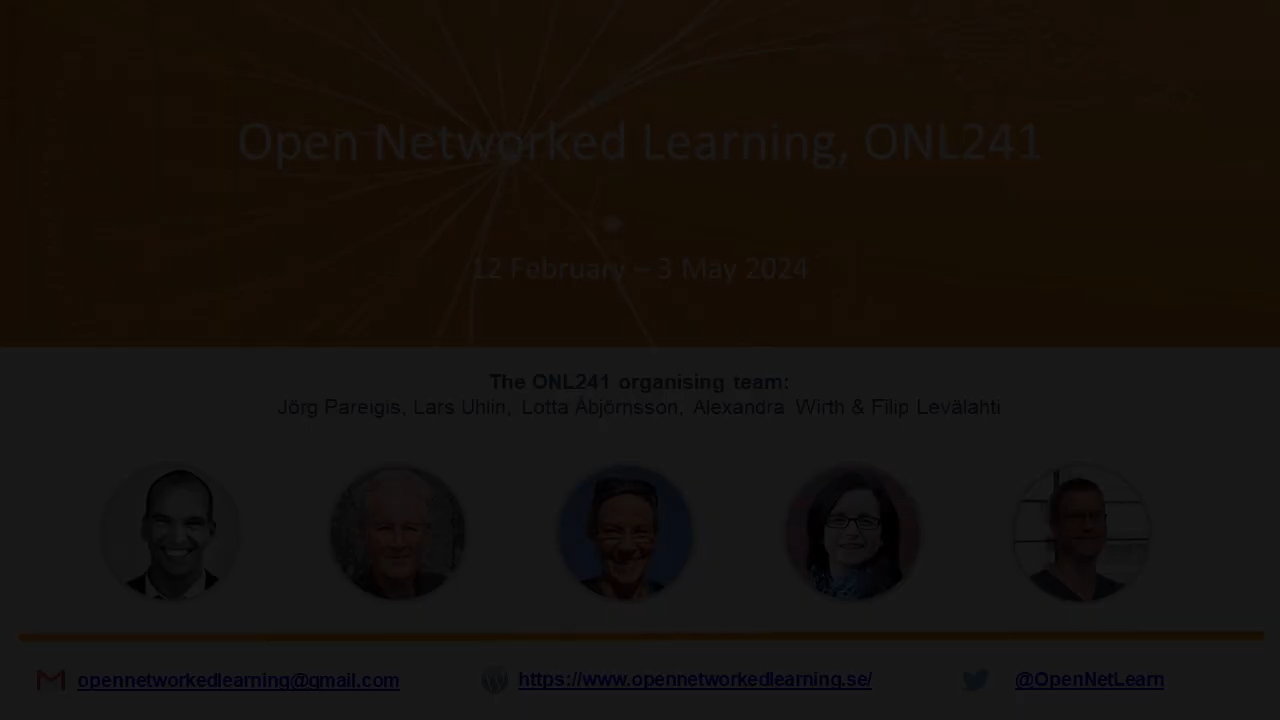 Open Networked Learning, ONL241
12 February – 3 May 2024
The ONL241 organising team:
Jörg Pareigis, Lars Uhlin, Lotta Åbjörnsson, Alexandra Wirth & Filip Levälahti
opennetworkedlearning@gmail.com
https://www.opennetworkedlearning.se/
@OpenNetLearn